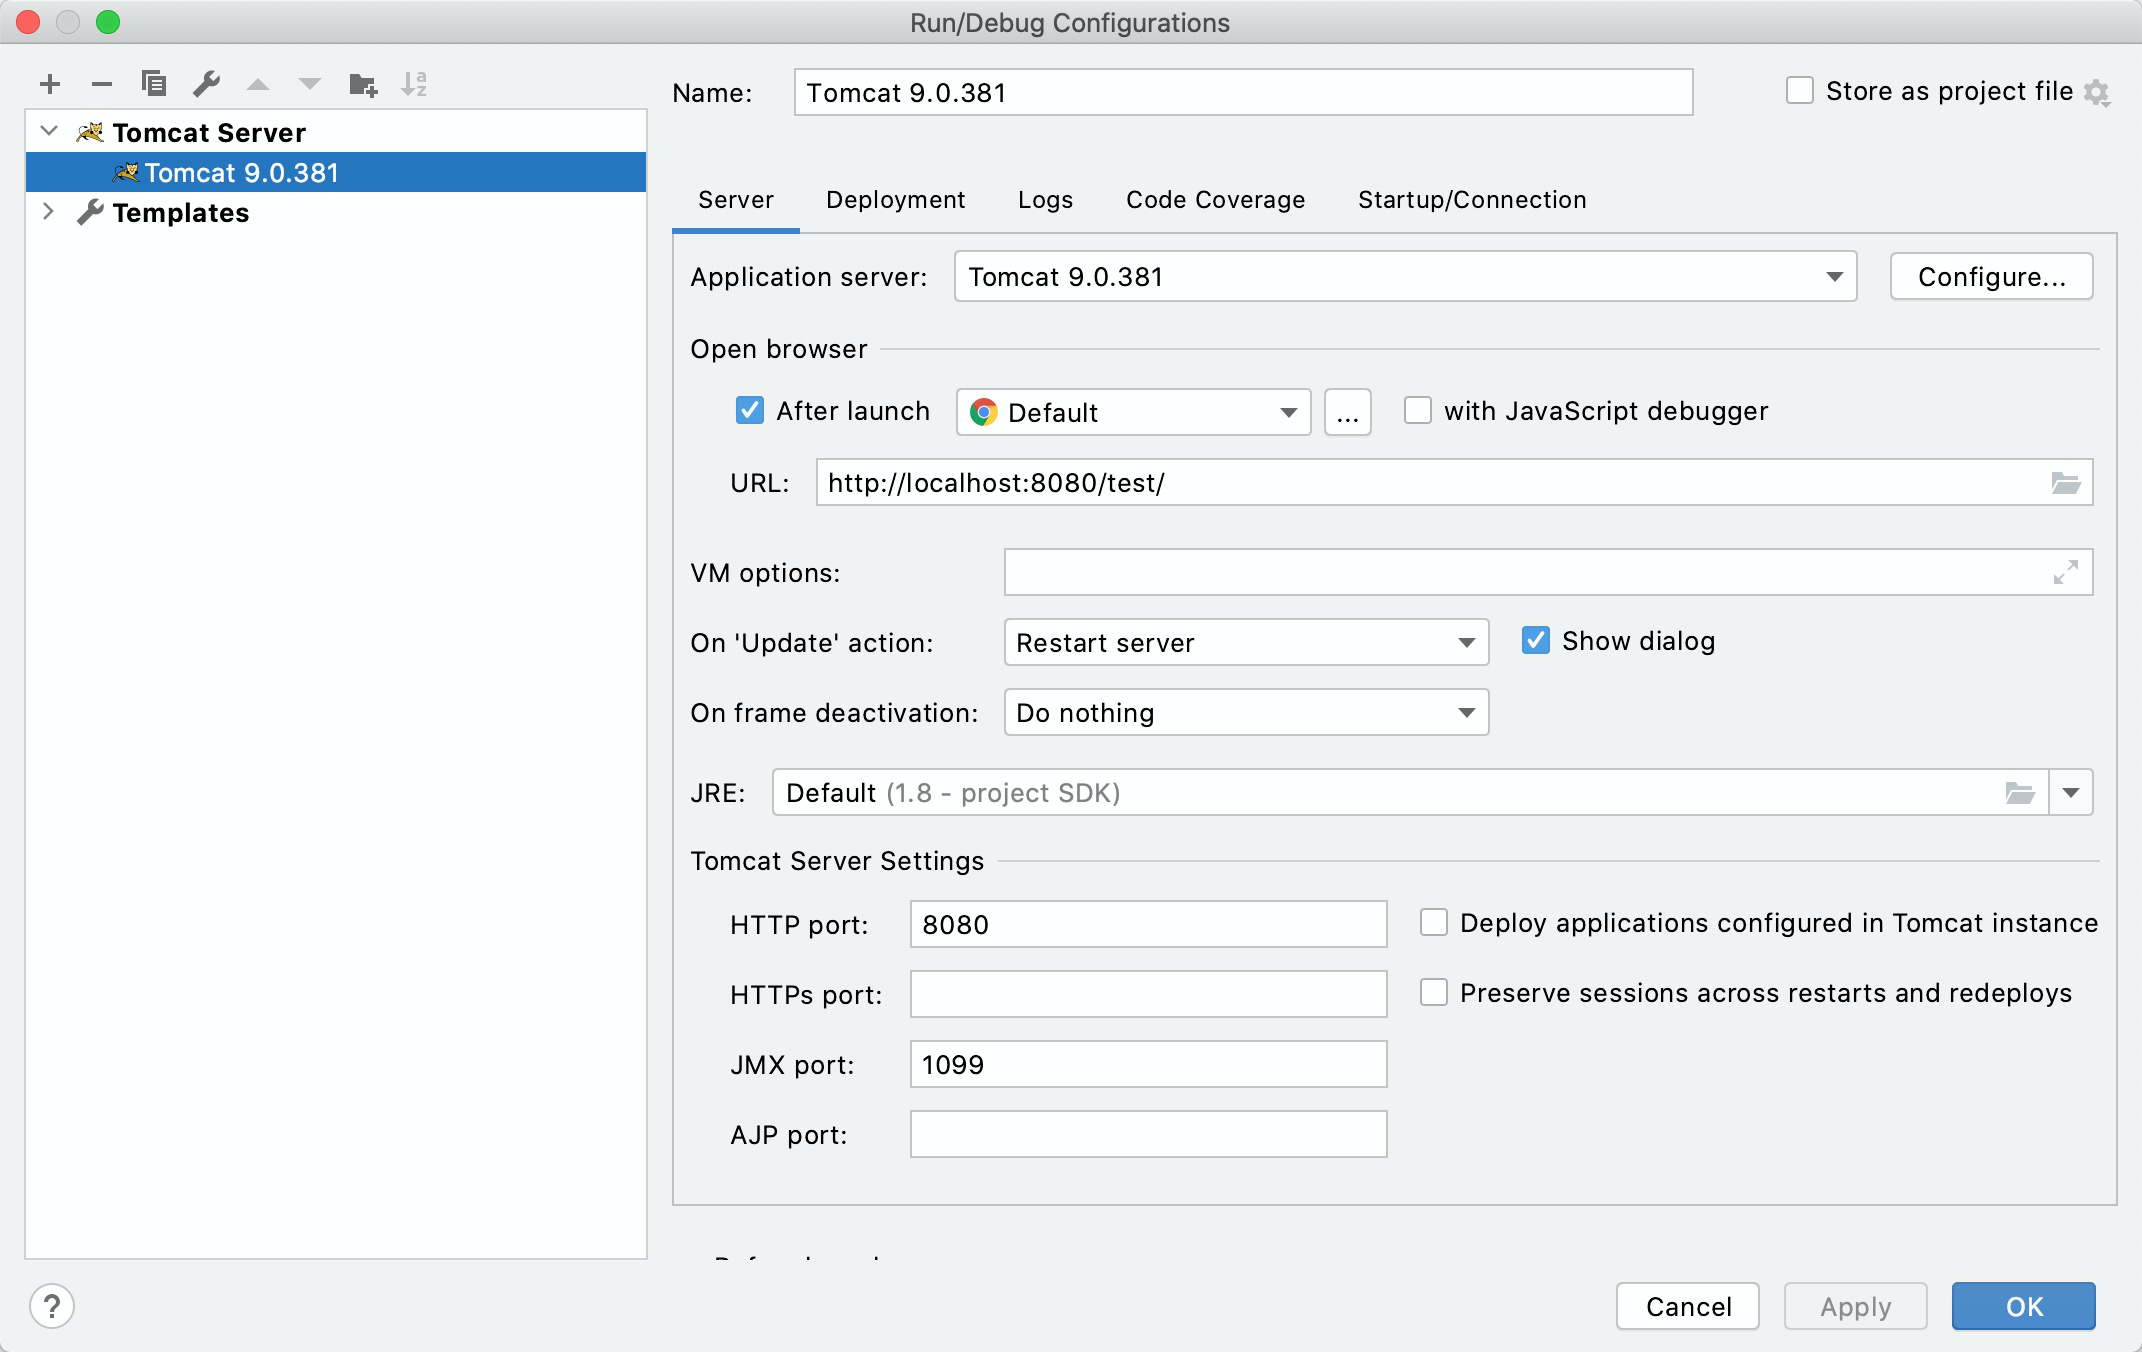 Run/Debug Configurations
Name: Tomcat 9.0.381
Store as project file
Tomcat Server
Tomcat 9.0.381
Templates
Server Deployment Logs Code Coverage Startup/Connection
Application server: Tomcat 9.0.381 Configure...
Open browser
After launch Default ... with JavaScript debugger
URL: http://localhost:8080/test/
VM options:
On 'Update' action: Restart server Show dialog
On frame deactivation: Do nothing
JRE: Default (1.8 - project SDK)
Tomcat Server Settings
HTTP port: 8080 Deploy applications configured in Tomcat instance
HTTPs port: Preserve sessions across restarts and redeploys
JMX port: 1099
AJP port:
? Cancel Apply OK